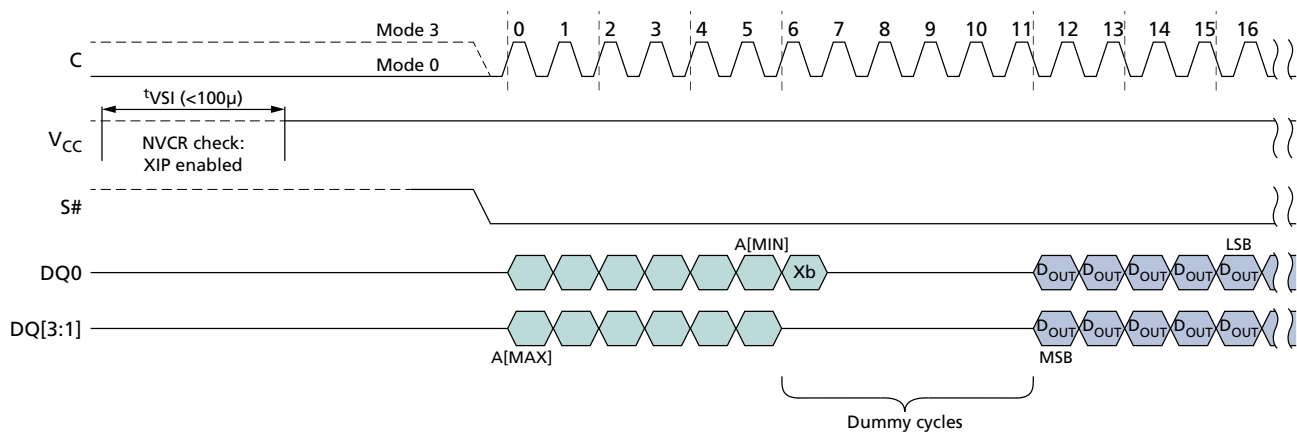 Mode 3
0 1 2 3 4 5 6 7 8 9 10 11 12 13 14 15 16
C
Mode 0
tVSI (<100µ)
VCC
NVCR check:
XIP enabled
S#
A[MIN]
LSB
DQ0
Xb
DOUT DOUT DOUT DOUT DOUT
DQ[3:1]
DOUT DOUT DOUT DOUT DOUT
A[MAX]
MSB
Dummy cycles